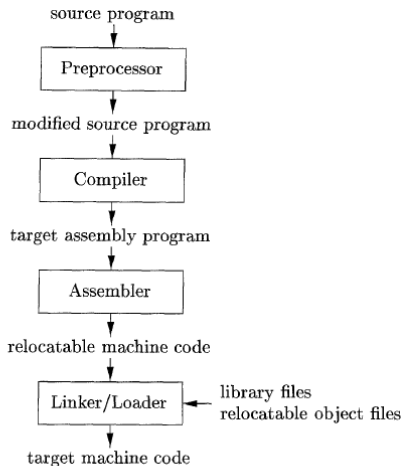 source program
Preprocessor
modified source program
Compiler
target assembly program
Assembler
relocatable machine code
Linker/Loader
library files
relocatable object files
target machine code